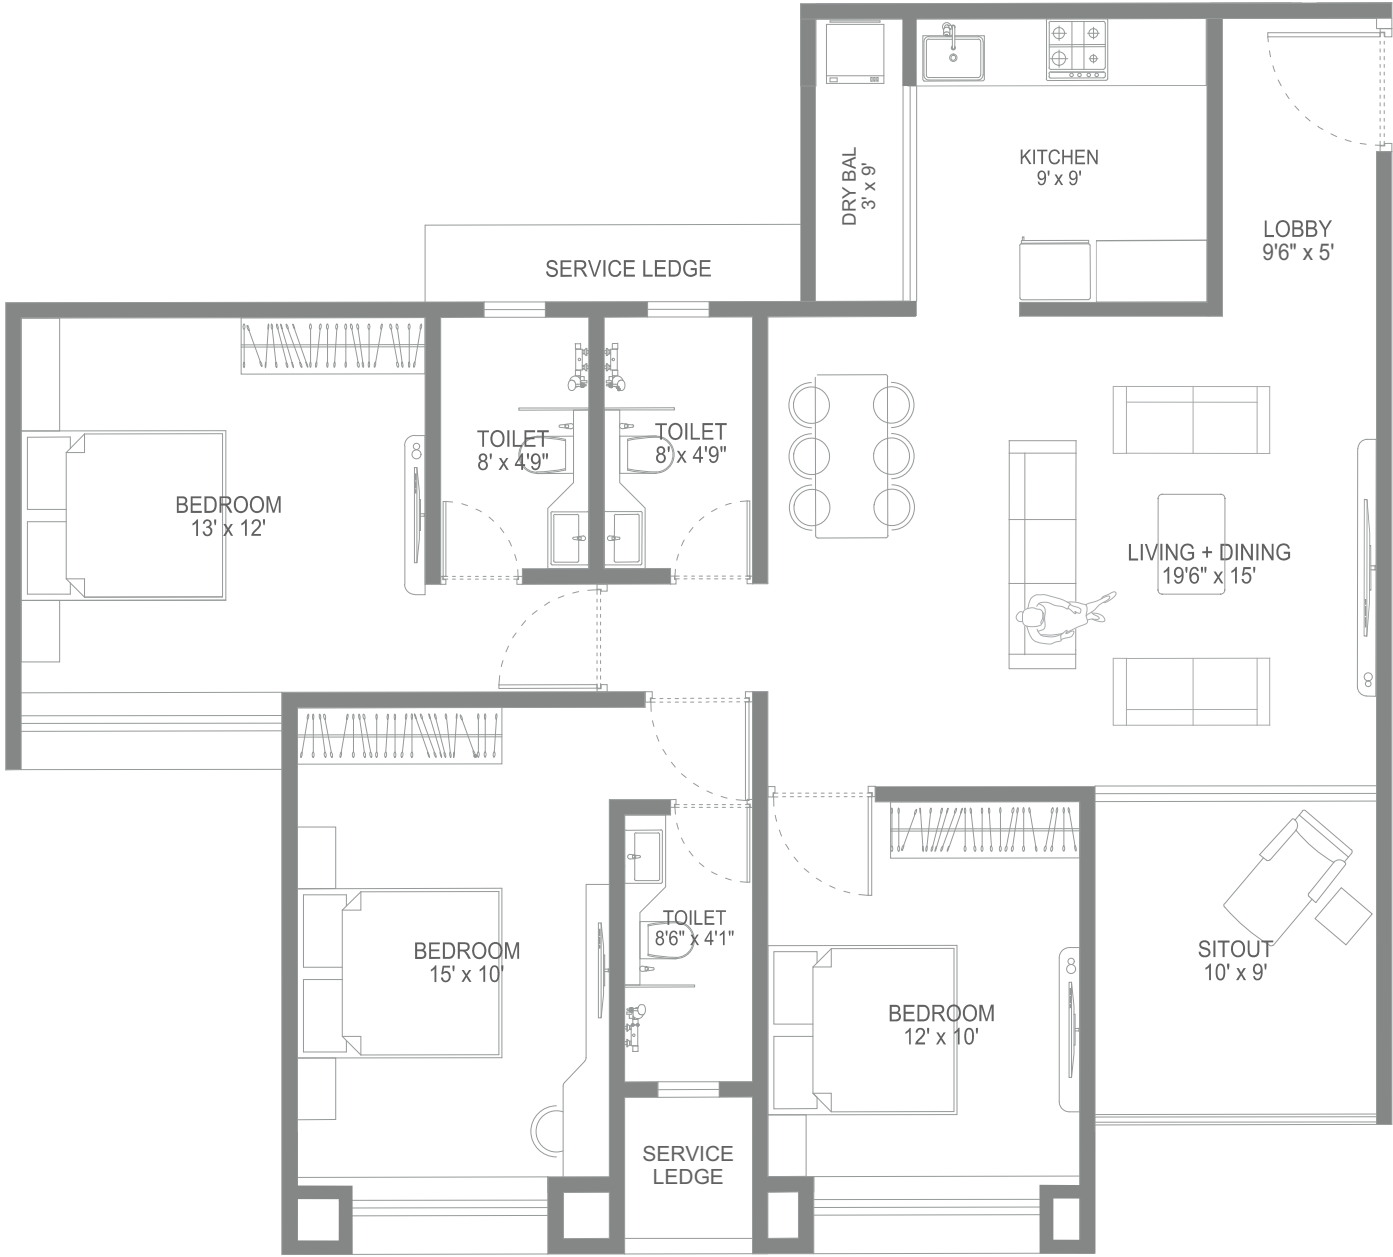 KITCHEN
9' x 9'
DRY BAL
3' x 9'
LOBBY
9'6" x 5'
SERVICE LEDGE
TOILET
8' x 4'9"
TOILET
8' x 4'9"
BEDROOM
13' x 12'
LIVING + DINING
19'6" x 15'
TOILET
8'6" x 4'1"
BEDROOM
15' x 10'
SITOUT
10' x 9'
BEDROOM
12' x 10'
SERVICE
LEDGE